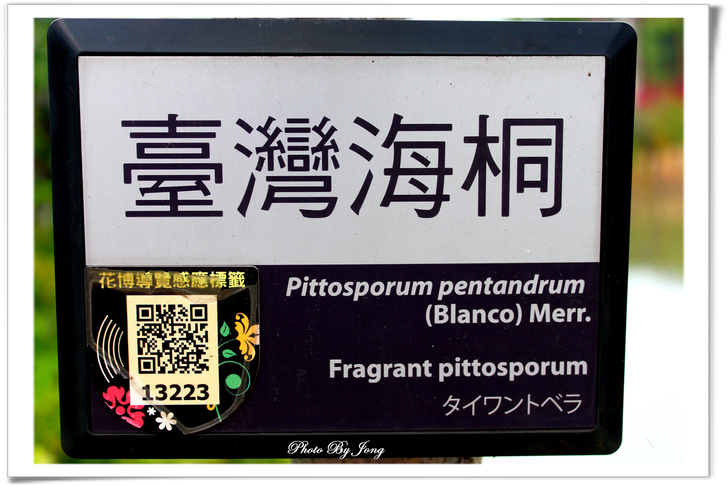 臺灣海桐
花博導覽感應標籤
13223
Pittosporum pentandrum
(Blanco) Merr.
Fragrant pittosporum
タイワントベラ
Photo By Jong